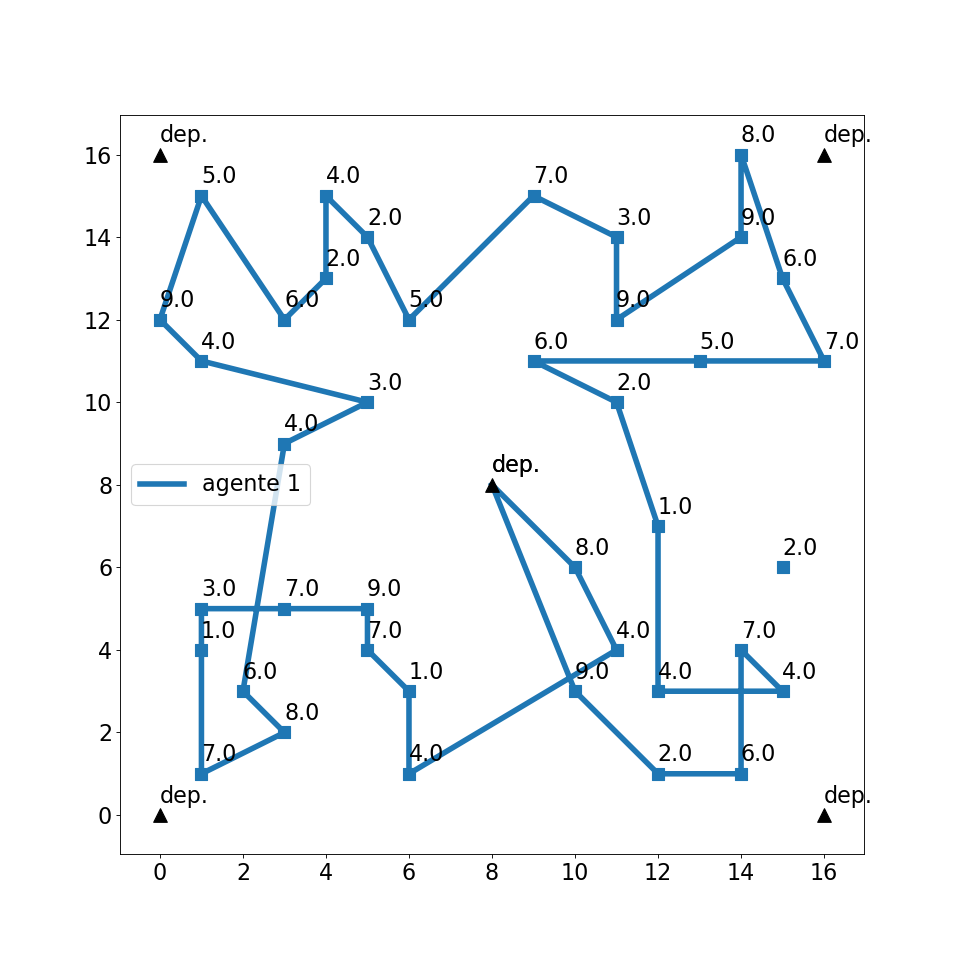 dep. dep.
8.0
16
5.0 4.0 7.0
2.0 3.0 9.0
14
2.0 6.0
9.0 6.0 5.0 9.0
12
4.0 6.0 5.0 7.0
3.0 2.0
10
4.0
dep.
8
agente 1
1.0
8.0 2.0
6
3.0 7.0 9.0
1.0 7.0 4.0 7.0
4
6.0 1.0 9.0 4.0 4.0
8.0
2
7.0 4.0 2.0 6.0
dep. dep.
0
0 2 4 6 8 10 12 14 16